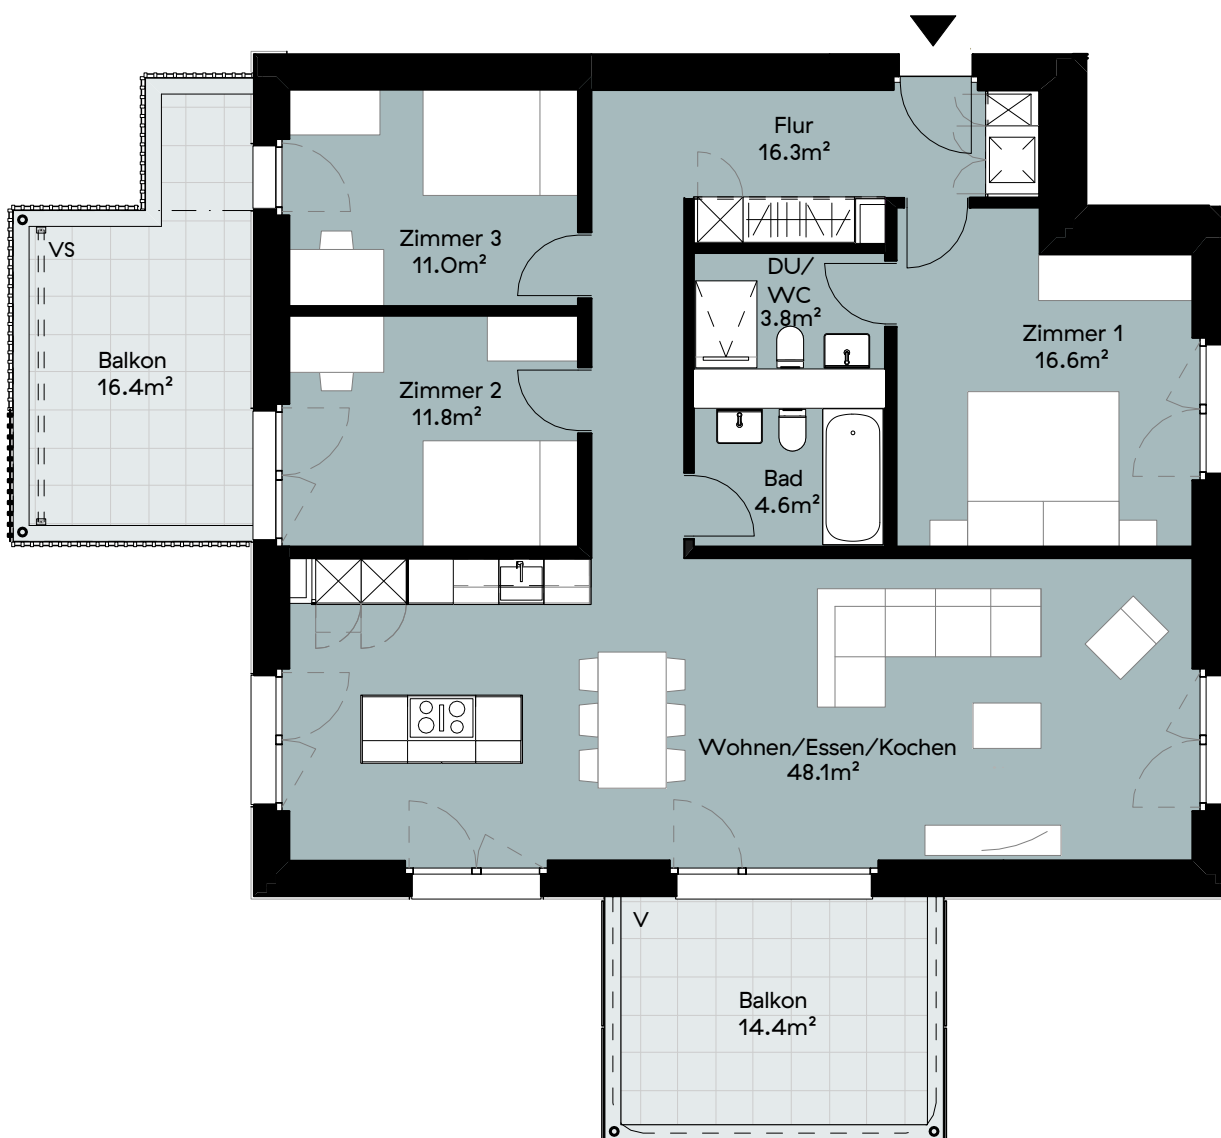 Flur
16.3m²
Zimmer 3
11.0m²
VS
DU/
WC
3.8m²
Zimmer 1
16.6m²
Balkon
16.4m²
Zimmer 2
11.8m²
Bad
4.6m²
Wohnen/Essen/Kochen
48.1m²
V
Balkon
14.4m²